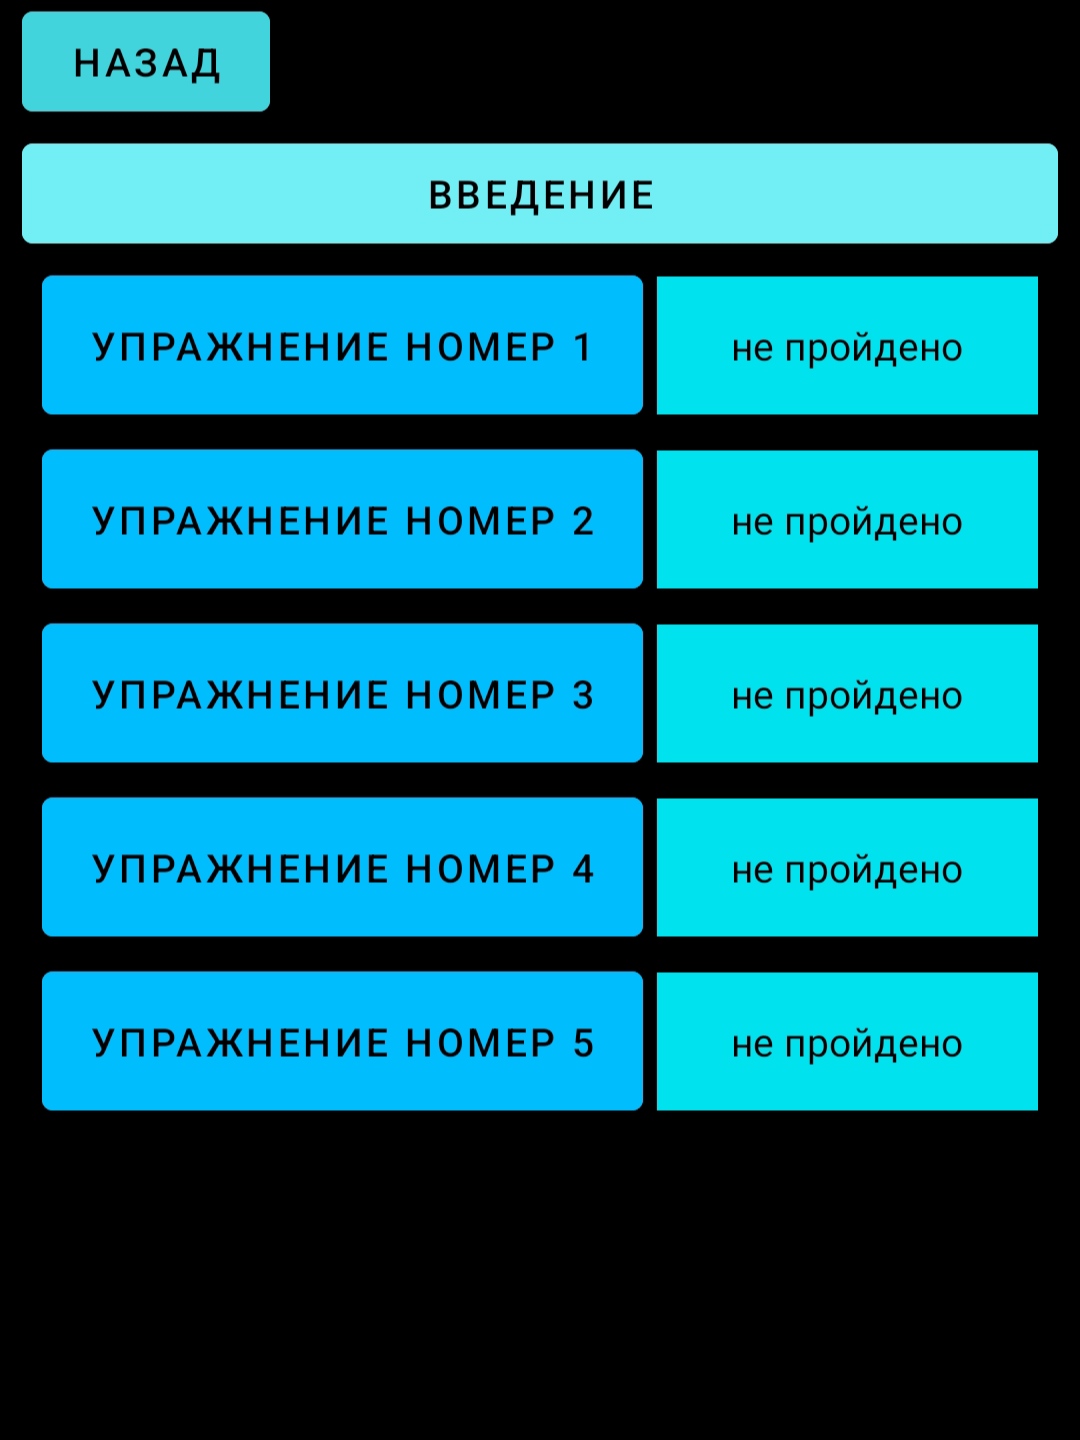 НАЗАД
ВВЕДЕНИЕ
УПРАЖНЕНИЕ НОМЕР 1 не пройдено
УПРАЖНЕНИЕ НОМЕР 2 не пройдено
УПРАЖНЕНИЕ НОМЕР 3 не пройдено
УПРАЖНЕНИЕ НОМЕР 4 не пройдено
УПРАЖНЕНИЕ НОМЕР 5 не пройдено